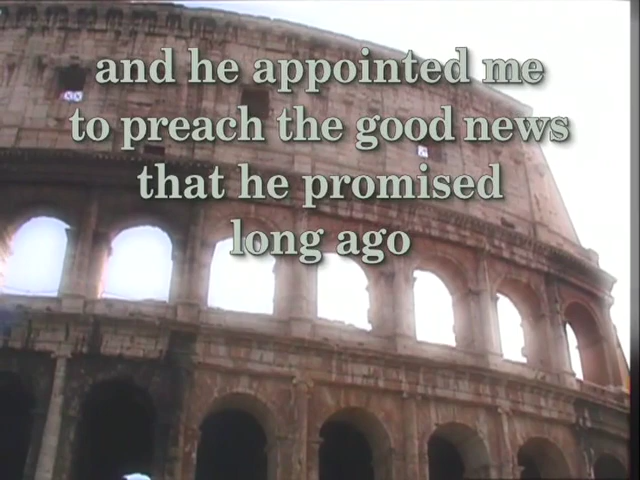 and he appointed me
to preach the good news
that he promised
long ago